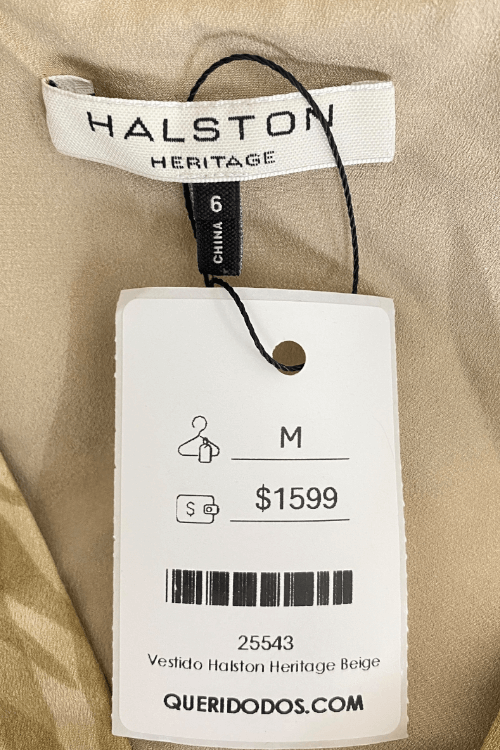 HALSTON
HERITAGE
6
CHINA
M
$
$1599
25543
Vestido Halston Heritage Beige
QUERIDODOS.COM